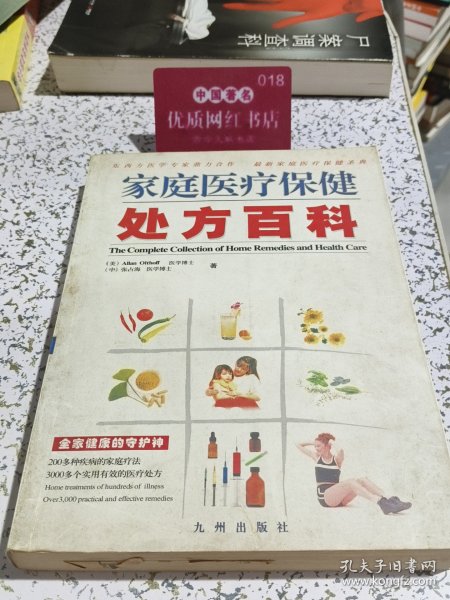 尸案调查科
018
中国著名
优质网红书店
东西方医学专家鼎力合作 最新家庭医疗保健圣典
家庭医疗保健
处方百科
The Complete Collection of Home Remedies and Health Care
(美) Allan Olthoff 医学博士
(中) 张占海 医学博士
著
全家健康的守护神
200多种疾病的家庭疗法
3000多个实用有效的医疗处方
Home treatments of hundreds of illness
Over3,000 practical and effective remedies
九州出版社
孔夫子旧书网
www.kongfz.com